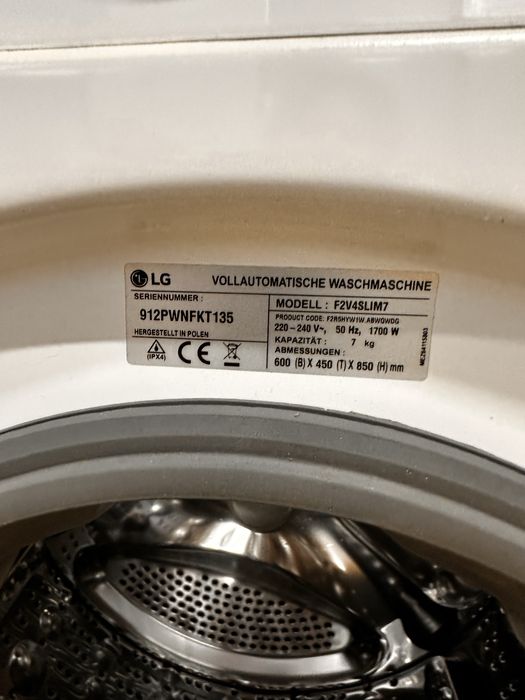 LG VOLLAUTOMATISCHE WASCHMASCHINE
SERIENNUMMER :
912PWNFKT135
HERGESTELLT IN POLEN
(IPX4) CE
MODELL : F2V4SLIM7
PRODUCT CODE: F2R5HYW1W.ABWQWDG
220 – 240 V~, 50 Hz, 1700 W
KAPAZITÄT : 7 kg
ABMESSUNGEN :
600 (B) X 450 (T) X 850 (H) mm